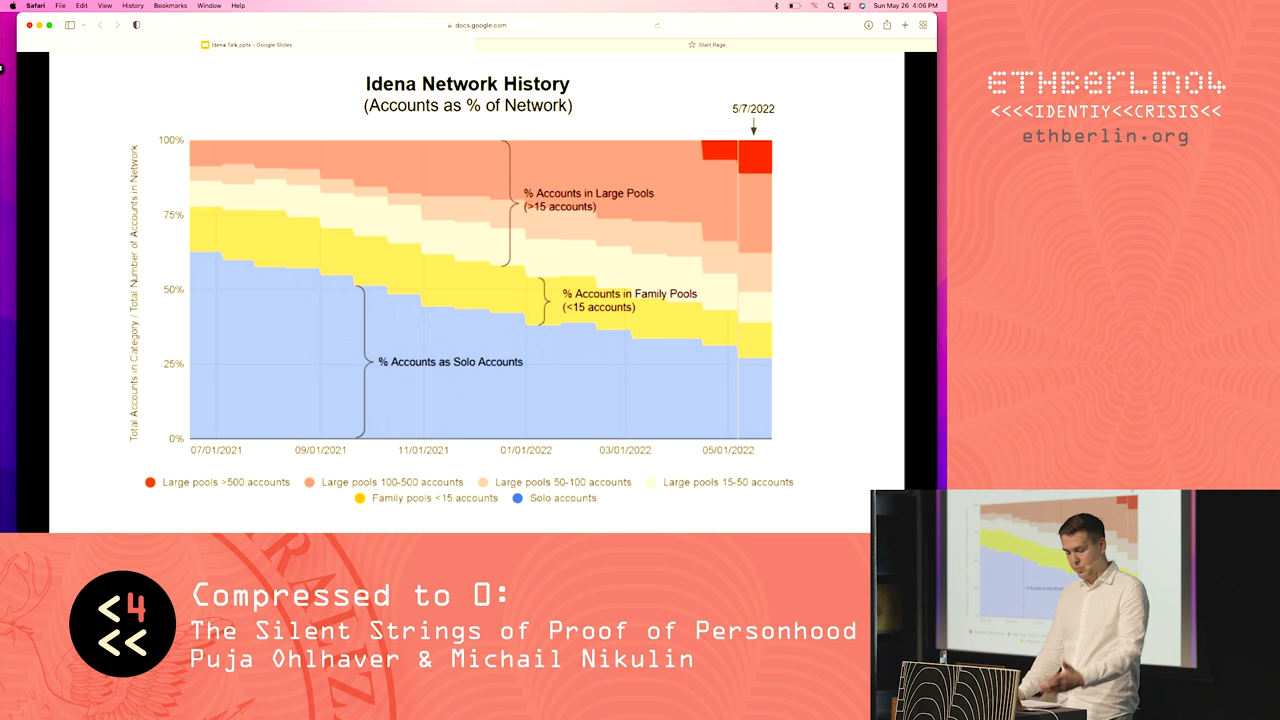 Safari File Edit View History Bookmarks Window Help
Sun May 26 4:06 PM
docs.google.com
Idena Talk.pptx - Google Slides
Start Page
Idena Network History
(Accounts as % of Network)
5/7/2022
Total Accounts in Category / Total Number of Accounts in Network
100%
75%
50%
25%
0%
% Accounts in Large Pools
(>15 accounts)
% Accounts in Family Pools
(<15 accounts)
% Accounts as Solo Accounts
07/01/2021 09/01/2021 11/01/2021 01/01/2022 03/01/2022 05/01/2022
Large pools >500 accounts Large pools 100-500 accounts Large pools 50-100 accounts Large pools 15-50 accounts
Family pools <15 accounts Solo accounts
ETHBERLIN04
<<<<IDENTIY<<CRISIS<<
ethberlin.org
<4
<<
Compressed to 0:
The Silent Strings of Proof of Personhood
Puja Ohlhaver & Michail Nikulin